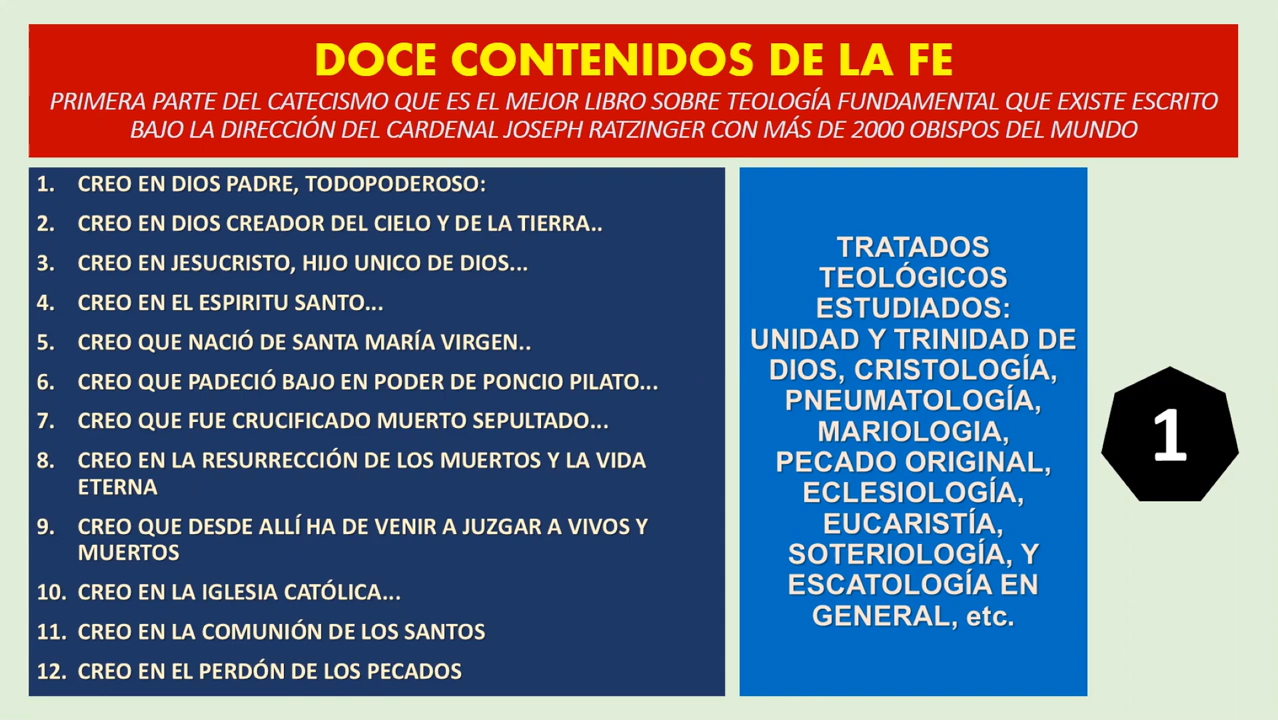 DOCE CONTENIDOS DE LA FE
PRIMERA PARTE DEL CATECISMO QUE ES EL MEJOR LIBRO SOBRE TEOLOGÍA FUNDAMENTAL QUE EXISTE ESCRITO
BAJO LA DIRECCIÓN DEL CARDENAL JOSEPH RATZINGER CON MÁS DE 2000 OBISPOS DEL MUNDO
1. CREO EN DIOS PADRE, TODOPODEROSO:
2. CREO EN DIOS CREADOR DEL CIELO Y DE LA TIERRA..
3. CREO EN JESUCRISTO, HIJO UNICO DE DIOS...
4. CREO EN EL ESPIRITU SANTO...
5. CREO QUE NACIÓ DE SANTA MARÍA VIRGEN..
6. CREO QUE PADECIÓ BAJO EN PODER DE PONCIO PILATO...
7. CREO QUE FUE CRUCIFICADO MUERTO SEPULTADO...
8. CREO EN LA RESURRECCIÓN DE LOS MUERTOS Y LA VIDA
ETERNA
9. CREO QUE DESDE ALLÍ HA DE VENIR A JUZGAR A VIVOS Y
MUERTOS
10. CREO EN LA IGLESIA CATÓLICA...
11. CREO EN LA COMUNIÓN DE LOS SANTOS
12. CREO EN EL PERDÓN DE LOS PECADOS
TRATADOS
TEOLÓGICOS
ESTUDIADOS:
UNIDAD Y TRINIDAD DE
DIOS, CRISTOLOGÍA,
PNEUMATOLOGÍA,
MARIOLOGIA,
PECADO ORIGINAL,
ECLESIOLOGÍA,
EUCARISTÍA,
SOTERIOLOGÍA, Y
ESCATOLOGÍA EN
GENERAL, etc.
1